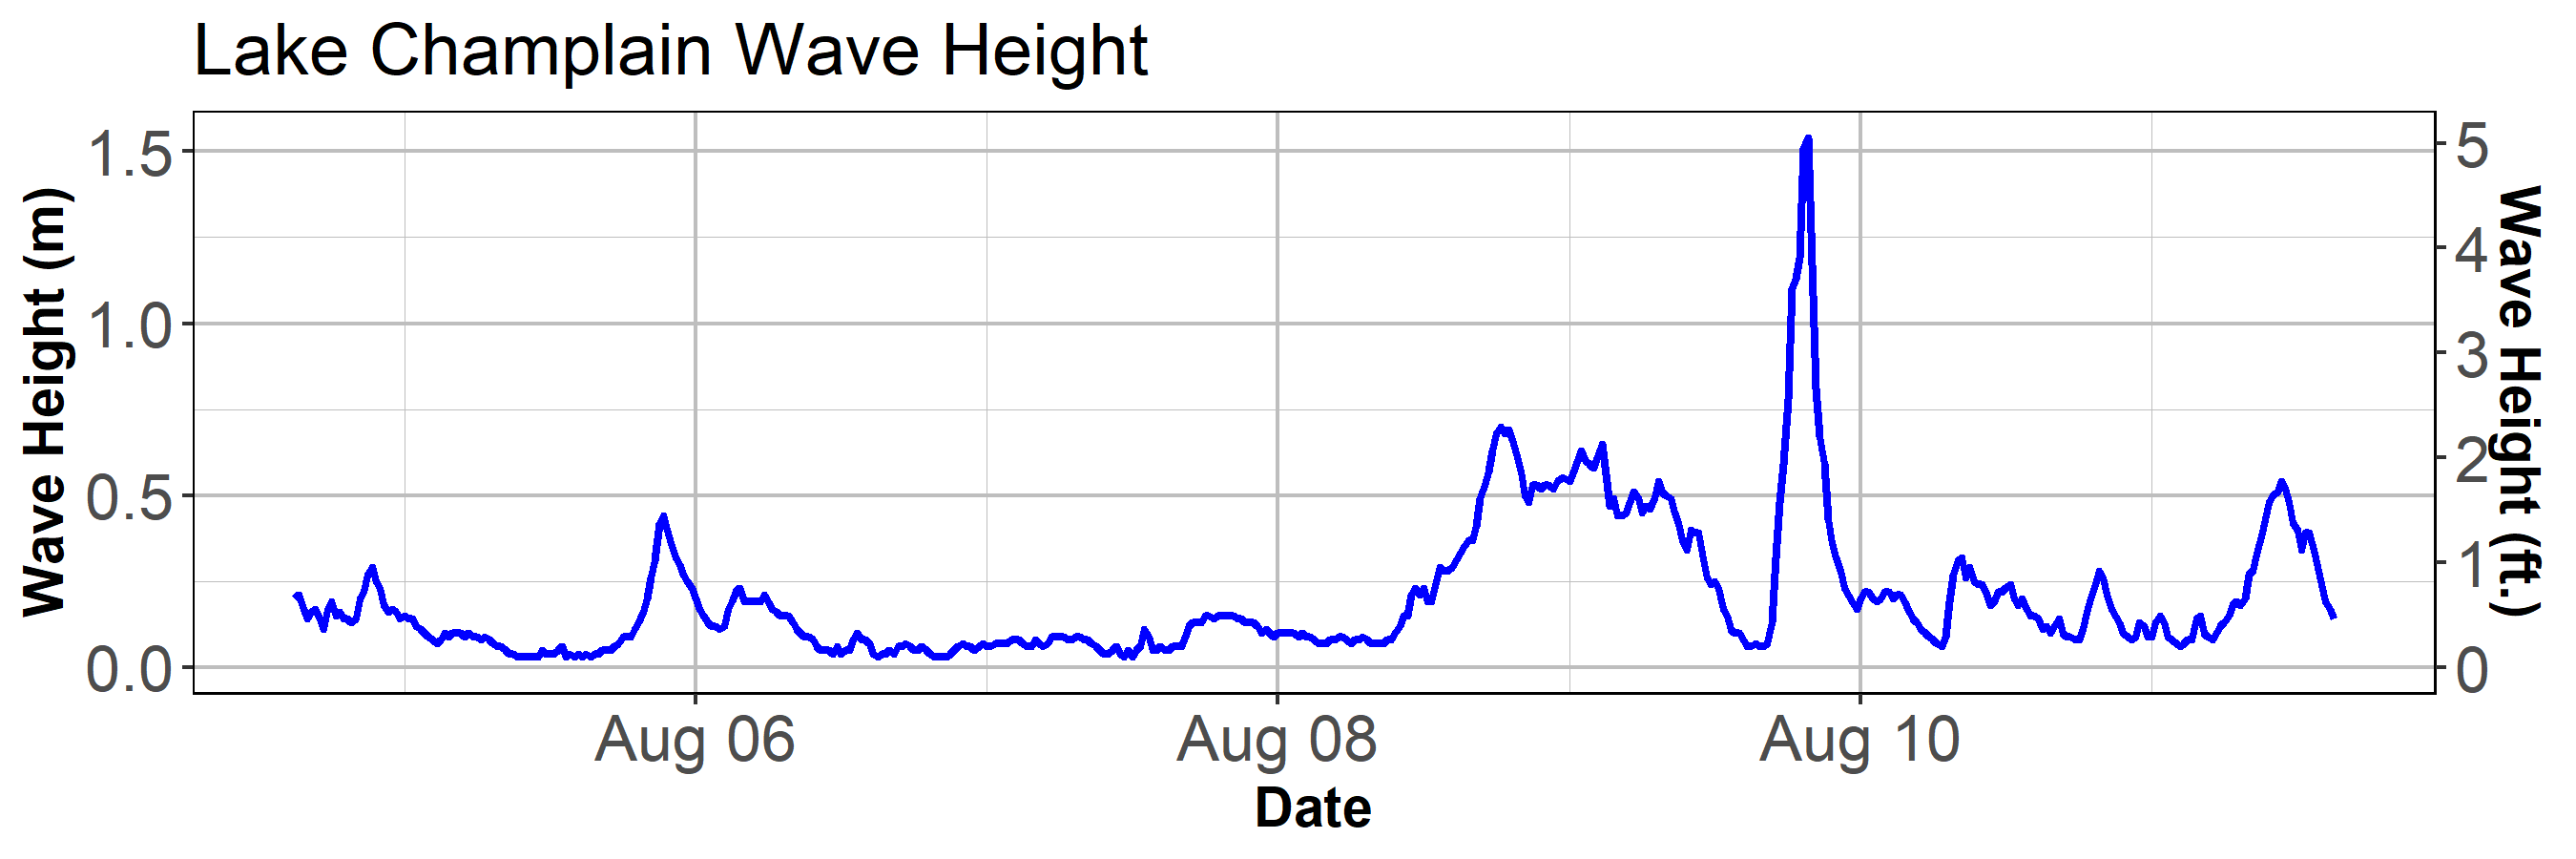 Lake Champlain Wave Height
Wave Height (m)
1.5
1.0
0.5
0.0
5
4
3
2
1
0
Wave Height (ft.)
Aug 06 Aug 08 Aug 10
Date